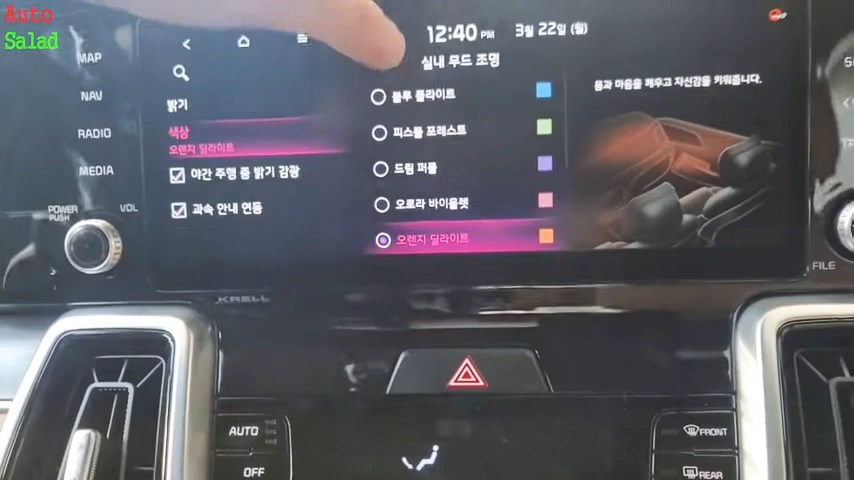 Auto
Salad
12:40 PM
3월 22일 (월)
실내 무드 조명
MAP
NAV
RADIO
MEDIA
POWER
PUSH
VOL
밝기
색상
오렌지 딜라이트
야간 주행 중 밝기 감광
과속 안내 연동
블루 플라이트
피스풀 포레스트
드림 퍼플
오로라 바이올렛
오렌지 딜라이트
몸과 마음을 깨우고 자신감을 키워줍니다.
FILE
KRELL
AUTO
OFF
FRONT
REAR